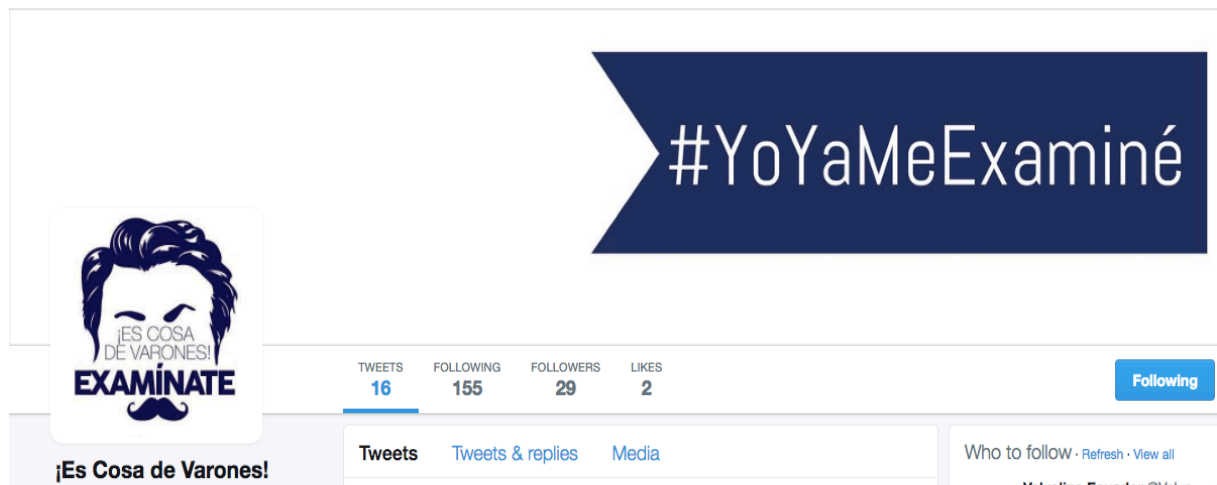 #YoYaMeExaminé
¡ES COSA
DE VARONES!
EXAMÍNATE
TWEETS FOLLOWING FOLLOWERS LIKES
16 155 29 2
Following
Tweets Tweets & replies Media
Who to follow · Refresh · View all
¡Es Cosa de Varones!